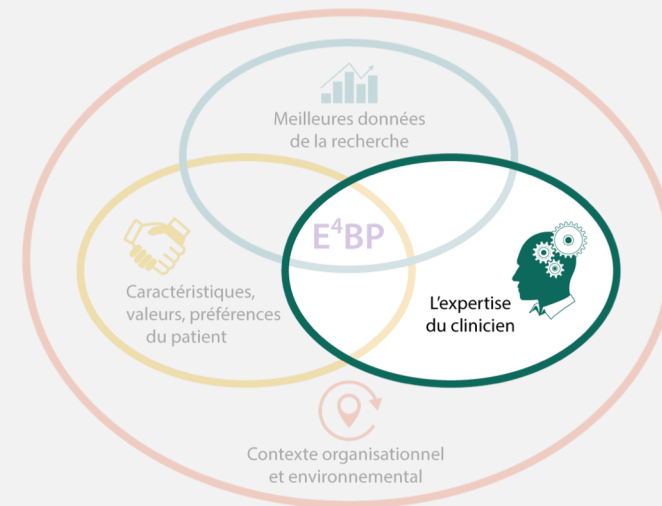 Meilleures données
de la recherche
E⁴BP
Caractéristiques,
valeurs, préférences
du patient
L'expertise
du clinicien
Contexte organisationnel
et environnemental